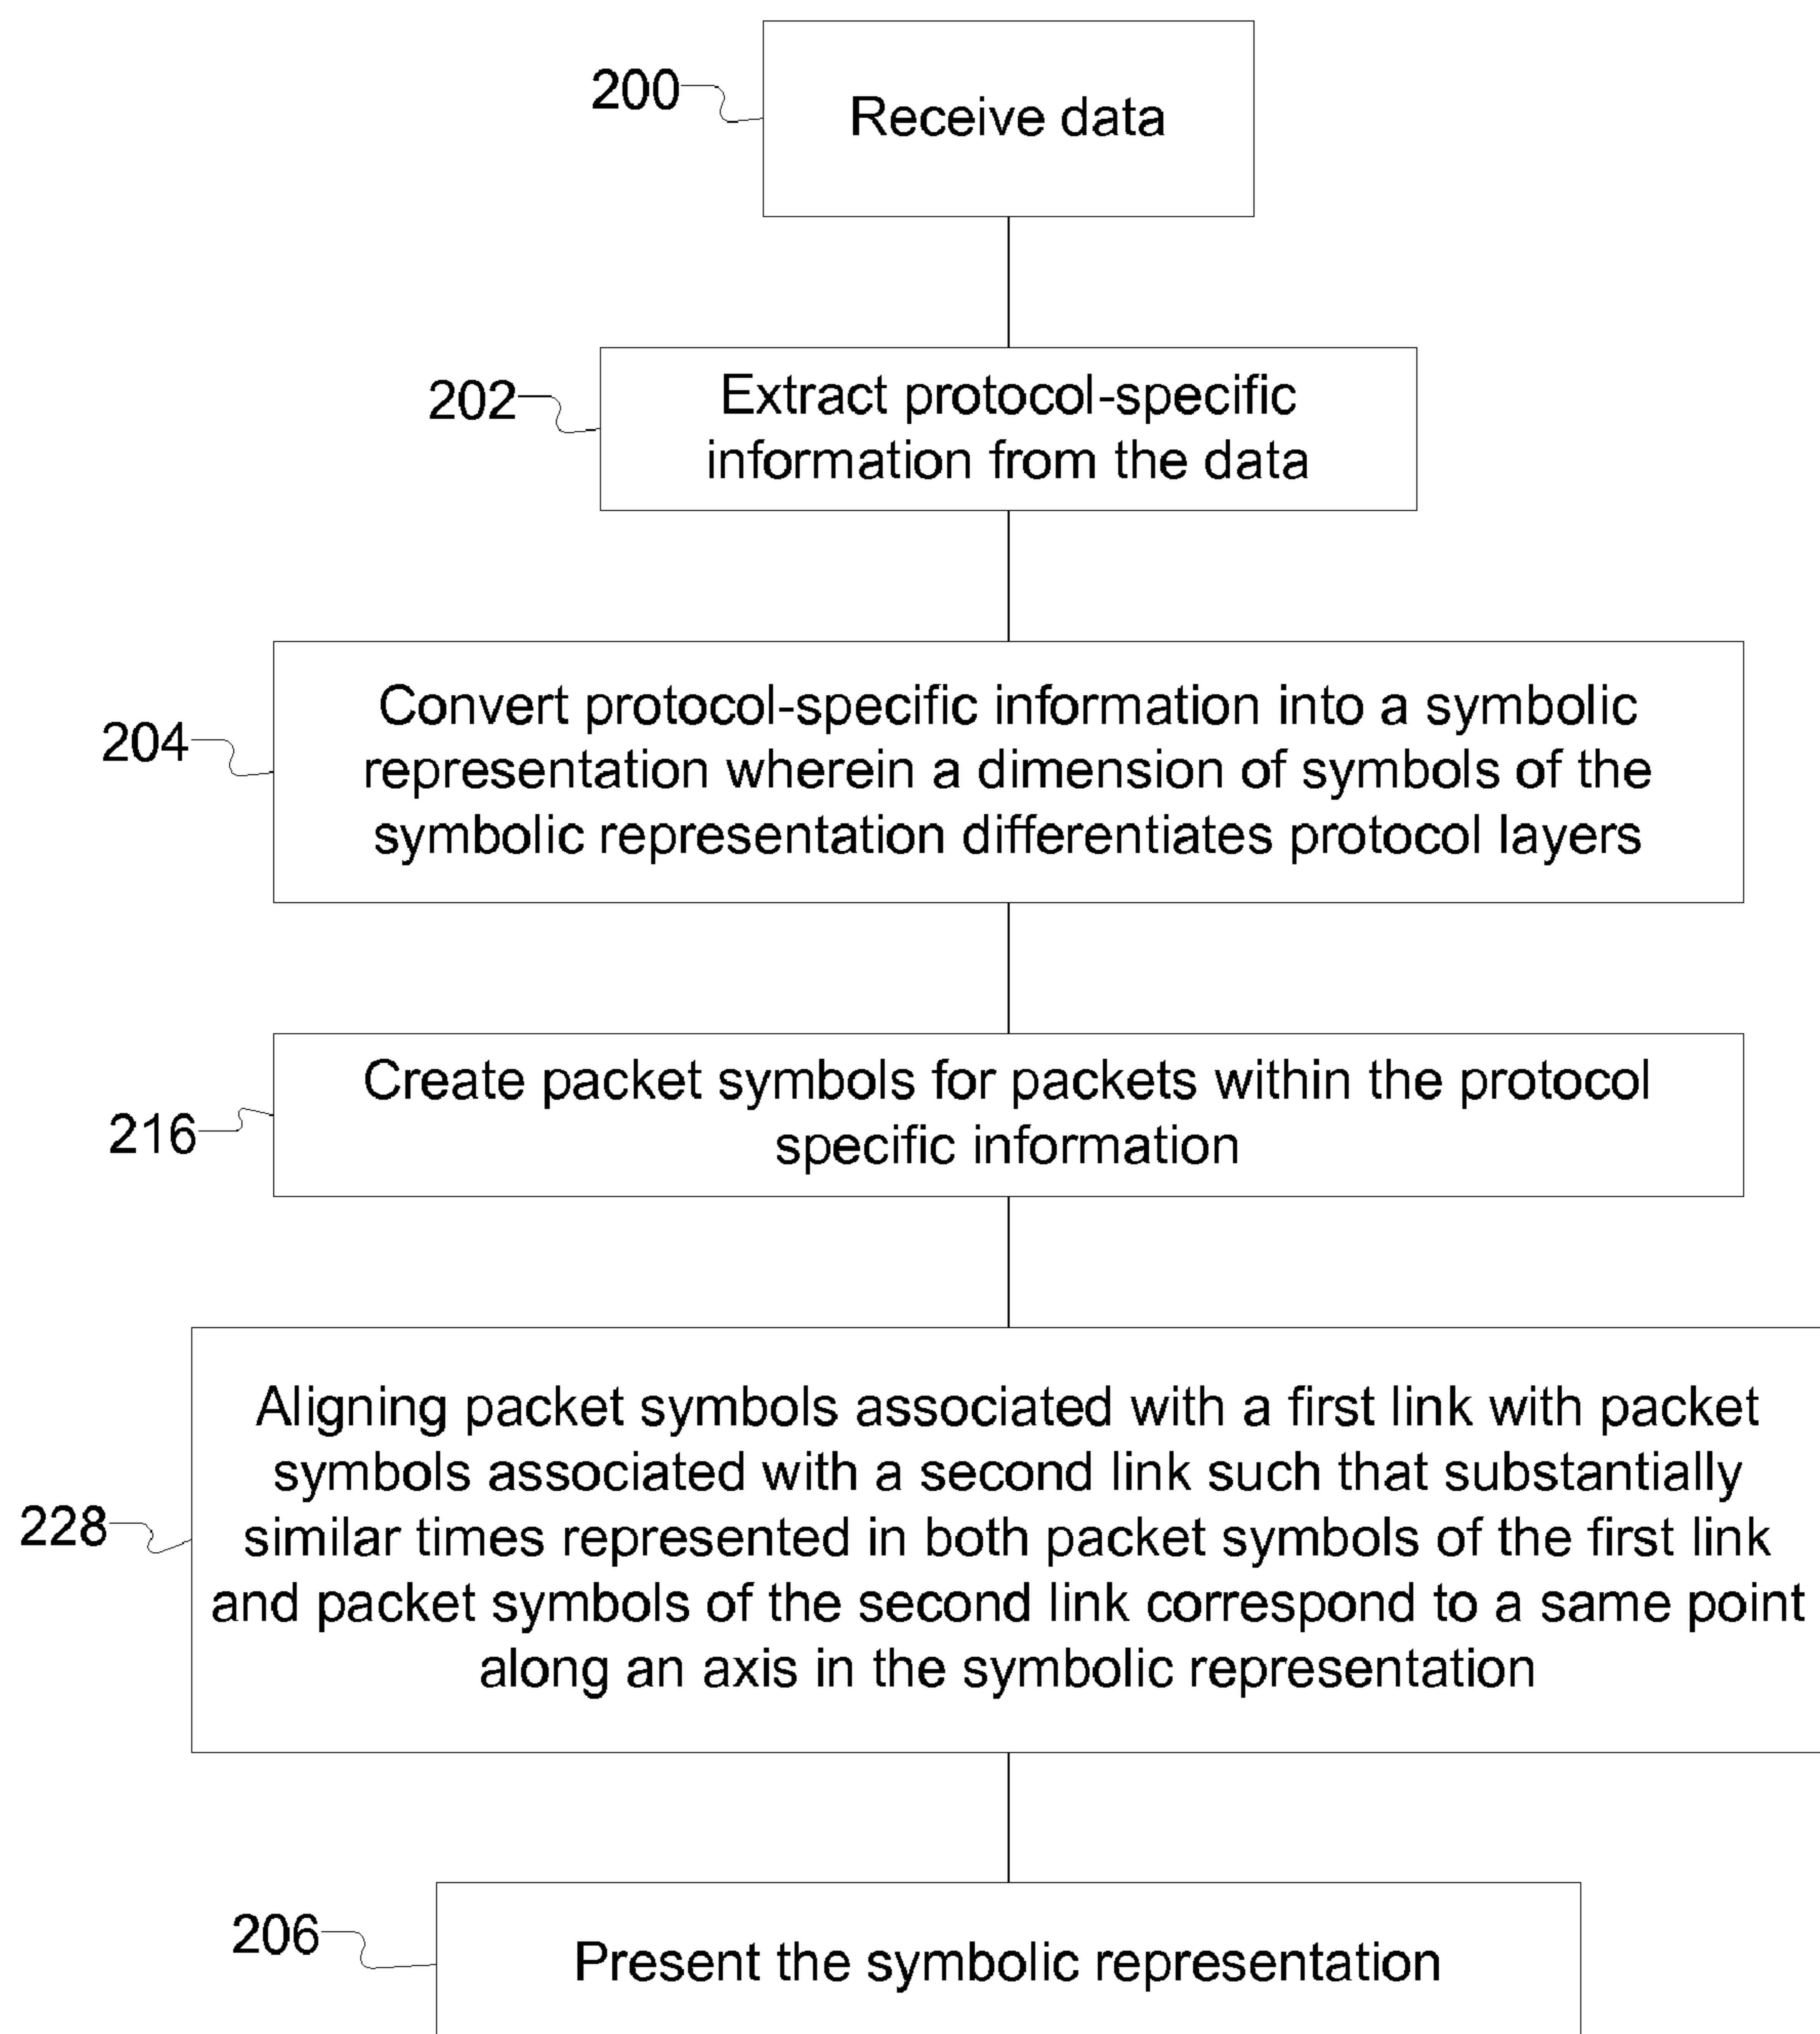 200
Receive data
202
Extract protocol-specific
information from the data
204
Convert protocol-specific information into a symbolic
representation wherein a dimension of symbols of the
symbolic representation differentiates protocol layers
216
Create packet symbols for packets within the protocol
specific information
228
Aligning packet symbols associated with a first link with packet
symbols associated with a second link such that substantially
similar times represented in both packet symbols of the first link
and packet symbols of the second link correspond to a same point
along an axis in the symbolic representation
206
Present the symbolic representation